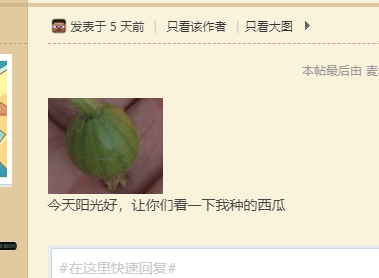 发表于 5 天前 | 只看该作者 | 只看大图
本帖最后由 麦
今天阳光好，让你们看一下我种的西瓜
#在这里快速回复#